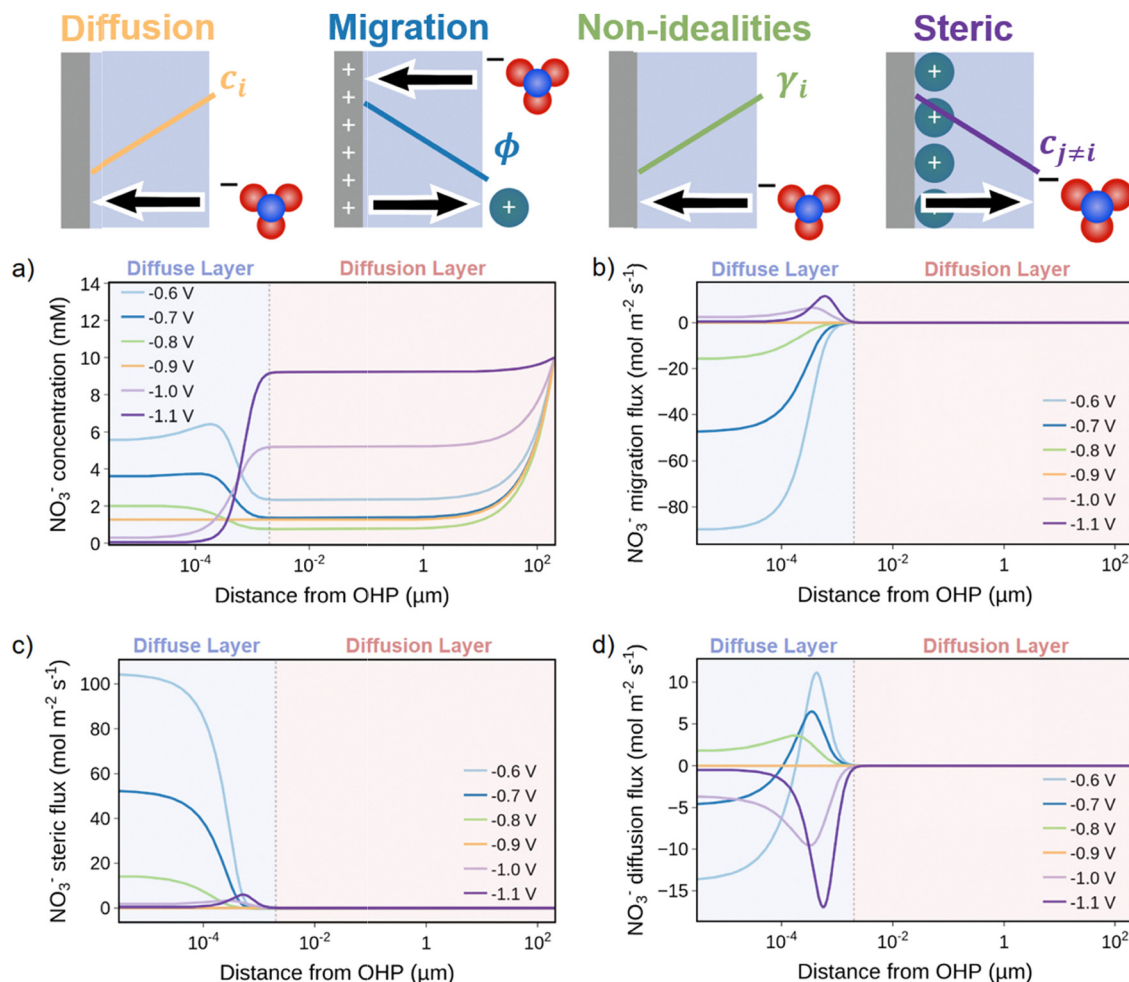 Diffusion
Migration
Non-idealities
Steric
c_i
ϕ
γ_i
c_{j≠i}
+ + + + + +
− − − −
+
+ + + +
a)
Diffuse Layer Diffusion Layer
NO₃⁻ concentration (mM)
14
12
10
8
6
4
2
0
-0.6 V
-0.7 V
-0.8 V
-0.9 V
-1.0 V
-1.1 V
10⁻⁴ 10⁻² 1 10²
Distance from OHP (µm)
b)
Diffuse Layer Diffusion Layer
NO₃⁻ migration flux (mol m⁻² s⁻¹)
0
−20
−40
−60
−80
-0.6 V
-0.7 V
-0.8 V
-0.9 V
-1.0 V
-1.1 V
10⁻⁴ 10⁻² 1 10²
Distance from OHP (µm)
c)
Diffuse Layer Diffusion Layer
NO₃⁻ steric flux (mol m⁻² s⁻¹)
100
80
60
40
20
0
-0.6 V
-0.7 V
-0.8 V
-0.9 V
-1.0 V
-1.1 V
10⁻⁴ 10⁻² 1 10²
Distance from OHP (µm)
d)
Diffuse Layer Diffusion Layer
NO₃⁻ diffusion flux (mol m⁻² s⁻¹)
10
5
0
−5
−10
−15
-0.6 V
-0.7 V
-0.8 V
-0.9 V
-1.0 V
-1.1 V
10⁻⁴ 10⁻² 1 10²
Distance from OHP (µm)